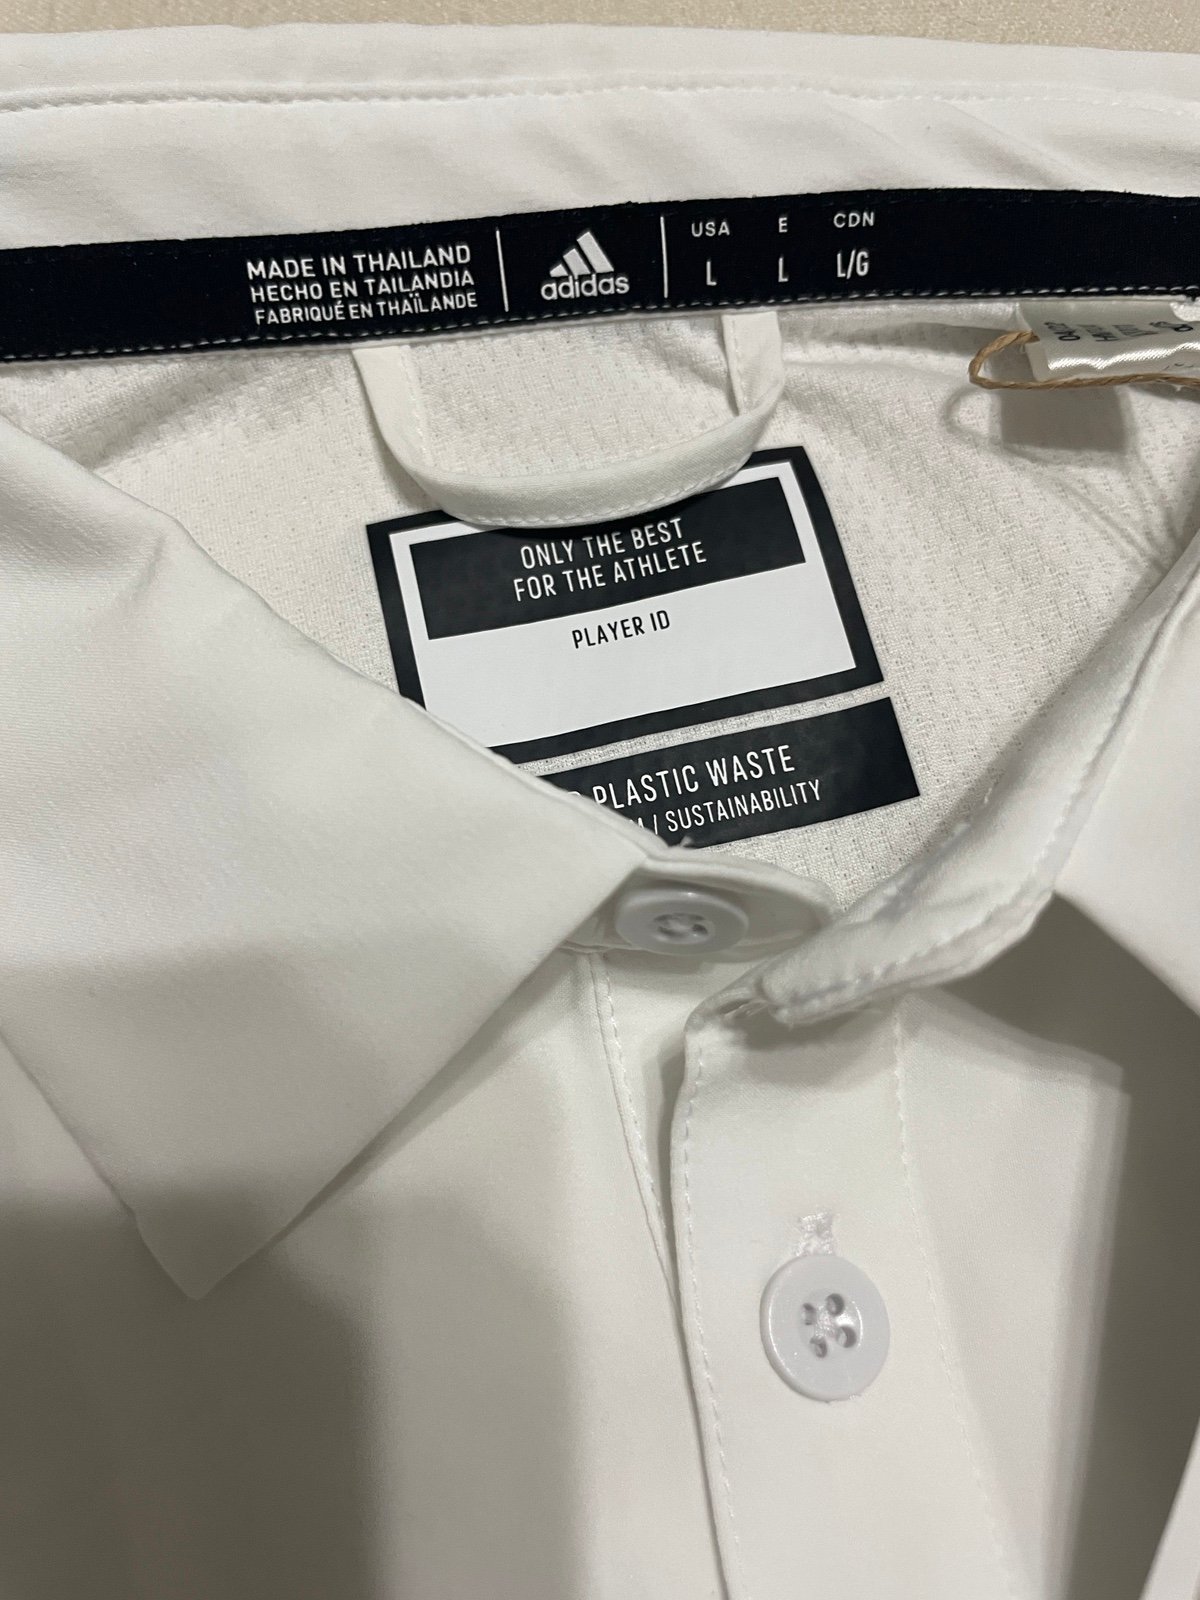 MADE IN THAILAND
HECHO EN TAILANDIA
FABRIQUÉ EN THAÏLANDE
adidas
USA E CDN
L L L/G
ONLY THE BEST
FOR THE ATHLETE
PLAYER ID
PLASTIC WASTE
/ SUSTAINABILITY